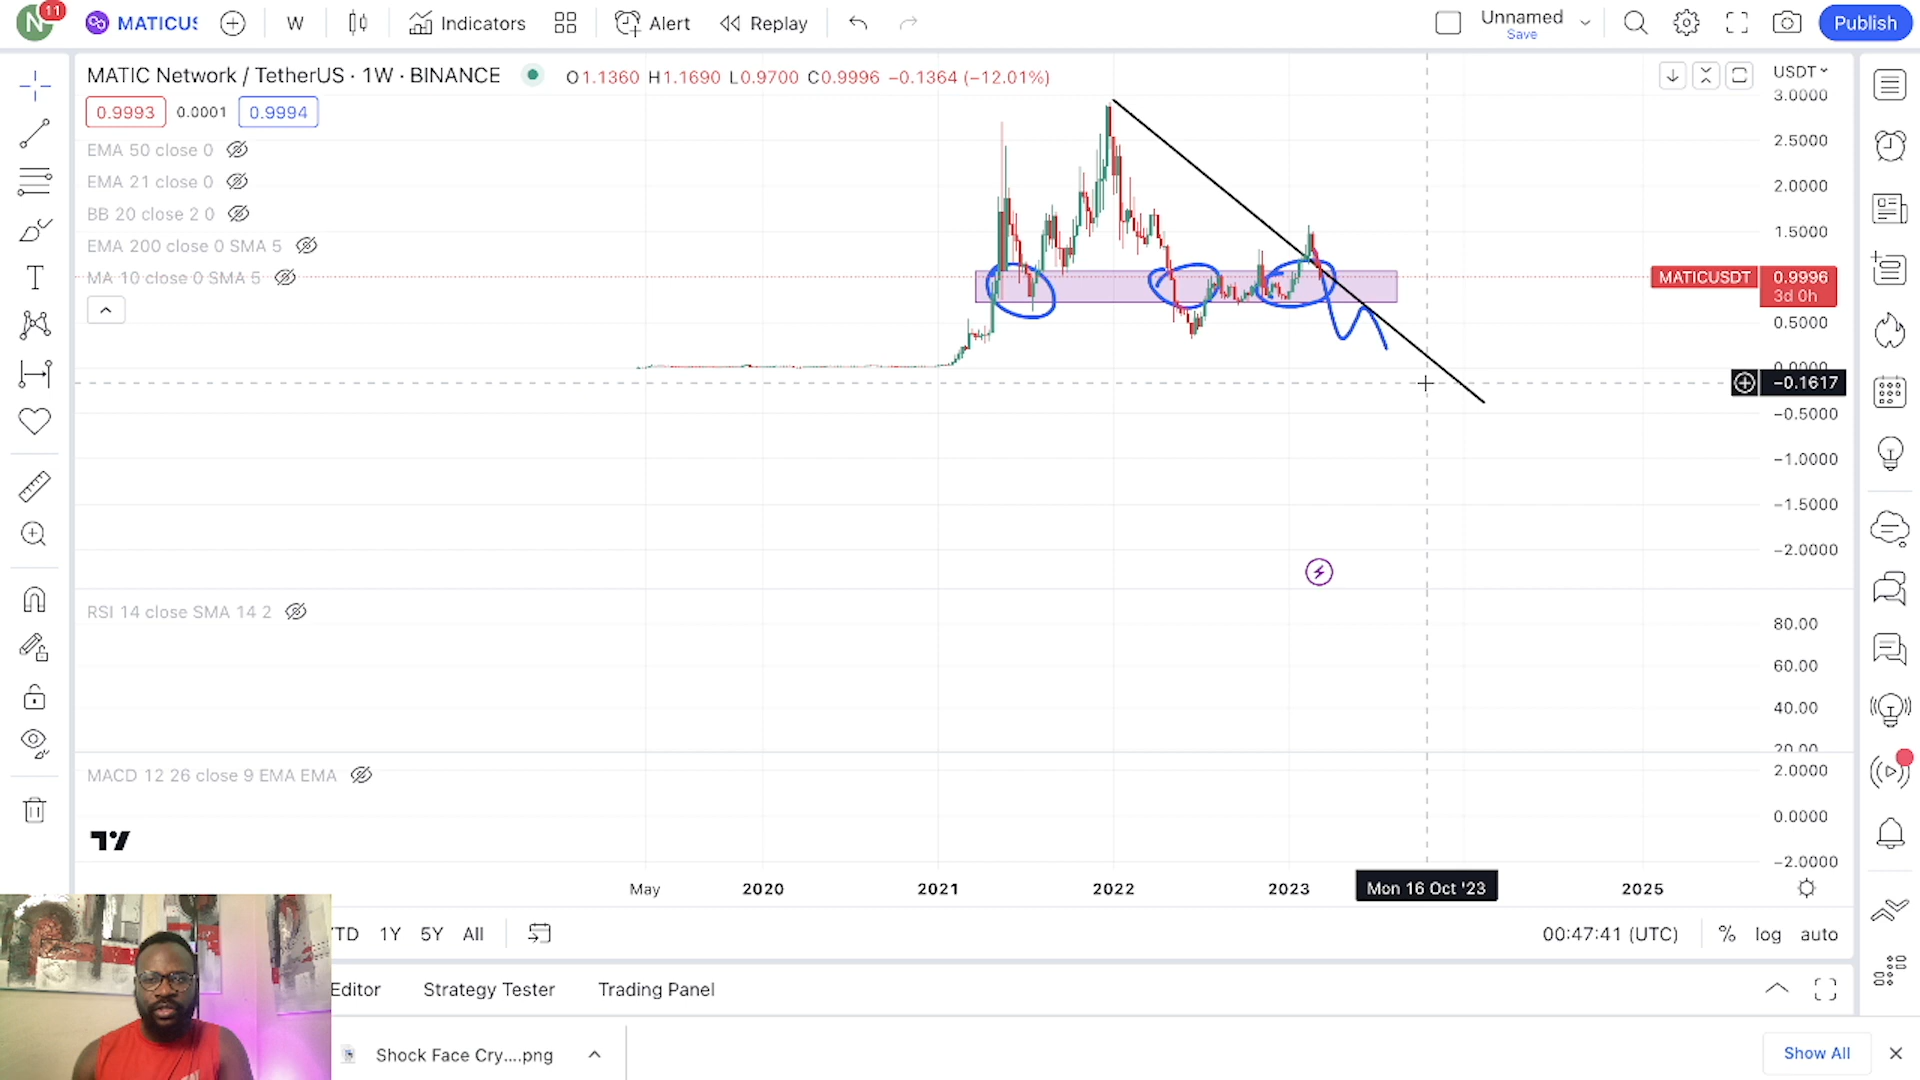 N 11 MATICUS W Indicators Alert Replay Unnamed Save Publish
MATIC Network / TetherUS · 1W · BINANCE O1.1360 H1.1690 L0.9700 C0.9996 −0.1364 (−12.01%) USDT
0.9993 0.0001 0.9994
EMA 50 close 0
EMA 21 close 0
BB 20 close 2 0
EMA 200 close 0 SMA 5
MA 10 close 0 SMA 5
3.0000
2.5000
2.0000
1.5000
MATICUSDT 0.9996
3d 0h
0.5000
0.0000
−0.1617
−0.5000
−1.0000
−1.5000
−2.0000
RSI 14 close SMA 14 2
80.00
60.00
40.00
20.00
MACD 12 26 close 9 EMA EMA
2.0000
0.0000
−2.0000
May 2020 2021 2022 2023 Mon 16 Oct '23 2025
TD 1Y 5Y All 00:47:41 (UTC) % log auto
Editor Strategy Tester Trading Panel
Shock Face Cry....png Show All